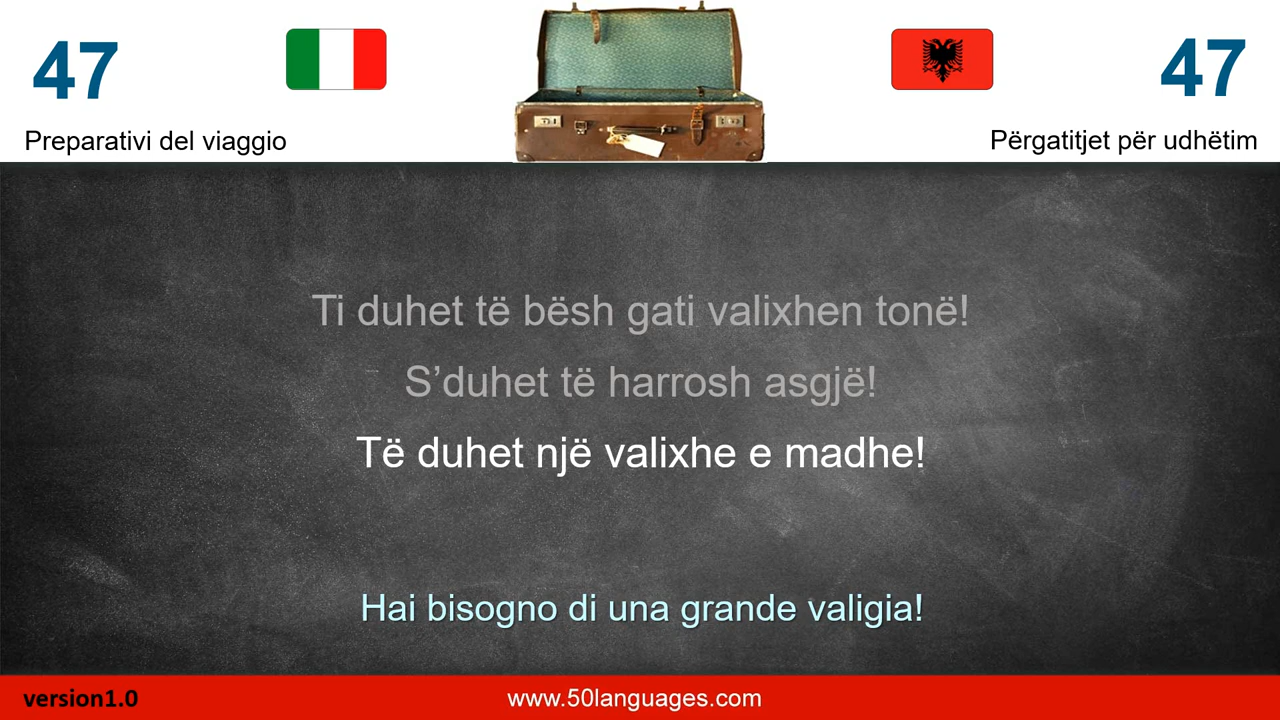 47
47
Preparativi del viaggio
Përgatitjet për udhëtim
Ti duhet të bësh gati valixhen tonë!
S’duhet të harrosh asgjë!
Të duhet një valixhe e madhe!
Hai bisogno di una grande valigia!
version1.0
www.50languages.com